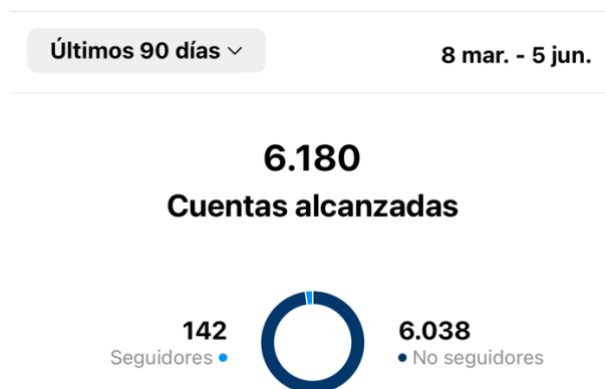 Últimos 90 días
8 mar. - 5 jun.
6.180
Cuentas alcanzadas
142
Seguidores
6.038
No seguidores